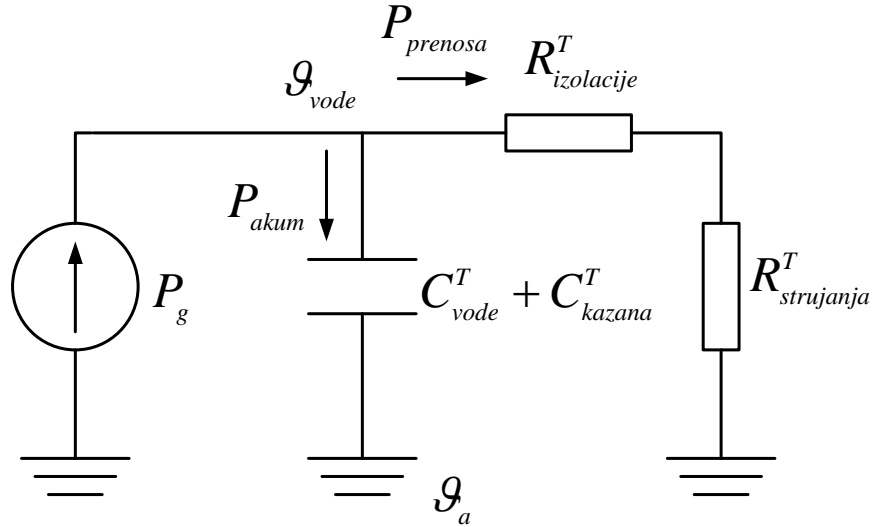 P_prenosa
R^T_izolacije
ϑ_vode
P_akum
P_g
C^T_vode + C^T_kazana
R^T_strujanja
ϑ_a